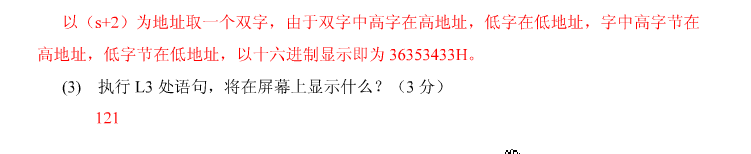 以（s+2）为地址取一个双字，由于双字中高字在高地址，低字在低地址，字中高字节在
高地址，低字节在低地址，以十六进制显示即为 36353433H。
(3) 执行 L3 处语句，将在屏幕上显示什么？（3 分）
121